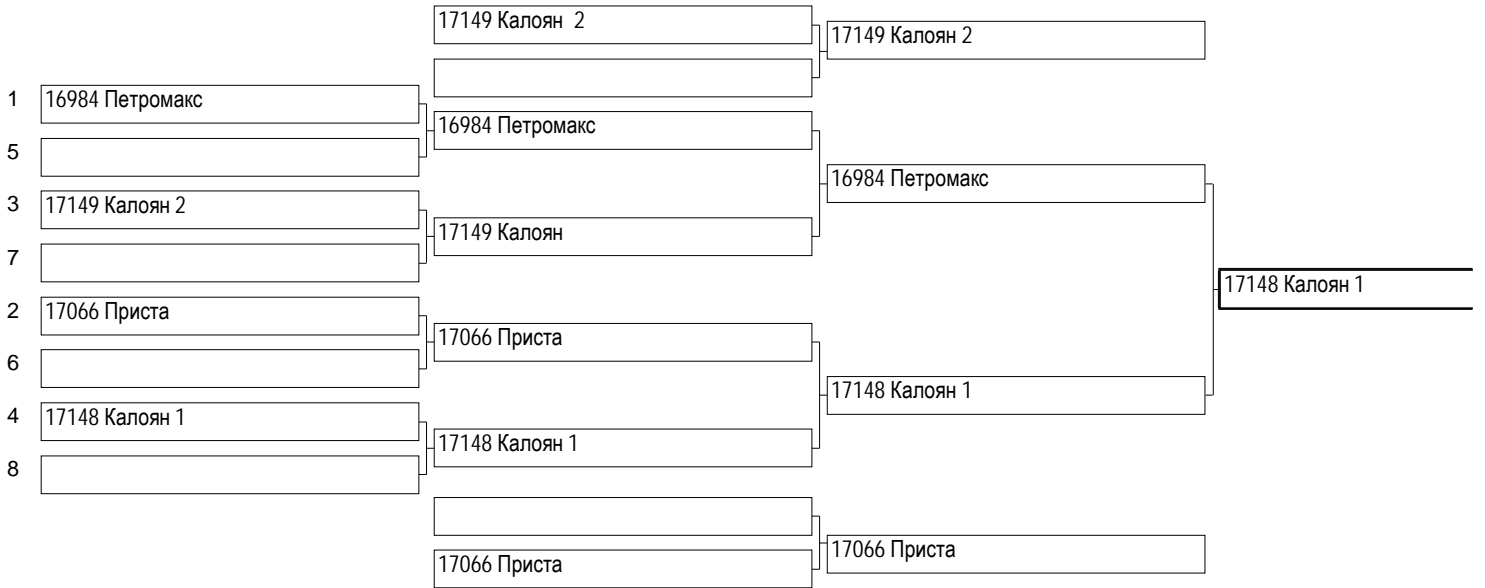 17149 Калоян  2
17149 Калоян 2
1 16984 Петромакс
16984 Петромакс
5
16984 Петромакс
3 17149 Калоян 2
17149 Калоян
7
17148 Калоян 1
2 17066 Приста
17066 Приста
6
17148 Калоян 1
4 17148 Калоян 1
17148 Калоян 1
8
17066 Приста
17066 Приста